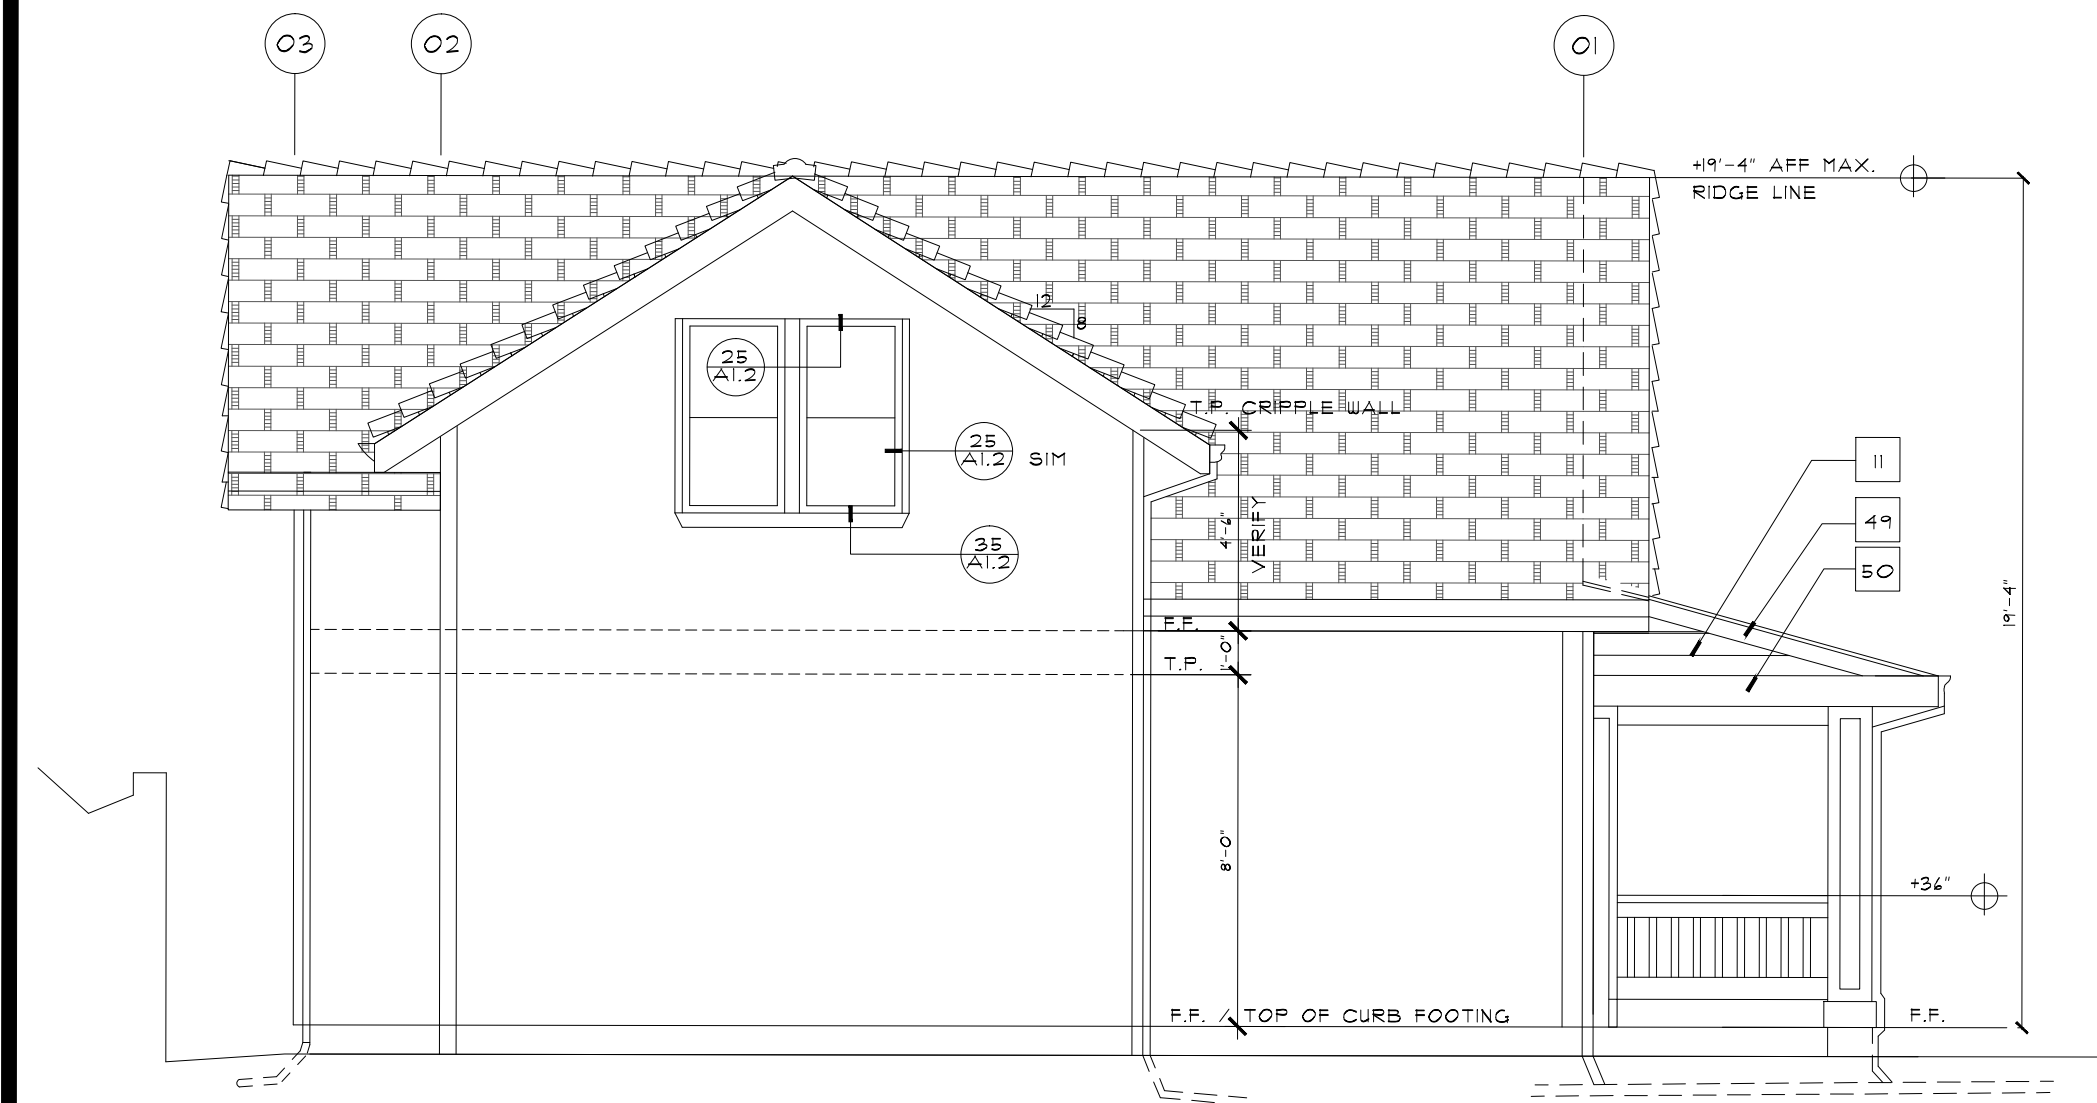 03
02
01
+19'-4" AFF MAX.
RIDGE LINE
12
8
25
A1.2
T.P. CRIPPLE WALL
25
A1.2
SIM
11
49
50
4'-6"
VERIFY
35
A1.2
19'-4"
F.F.
T.P.
8'-0"
+36"
F.F. / TOP OF CURB FOOTING
F.F.